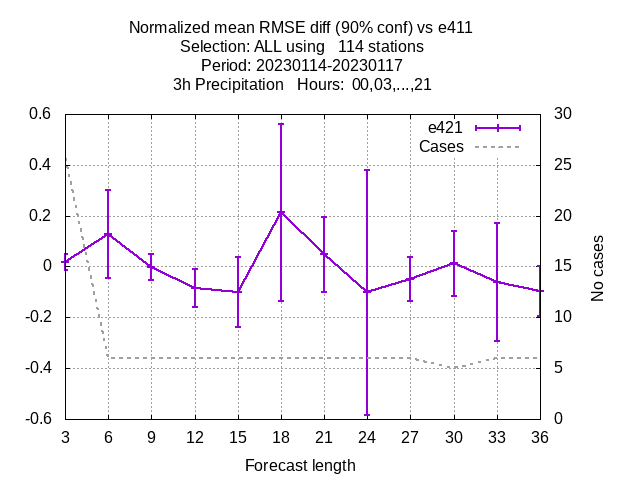 Normalized mean RMSE diff (90% conf) vs e411
Selection: ALL using   114 stations
Period: 20230114-20230117
3h Precipitation   Hours:  00,03,...,21
0.6
0.4
0.2
0
-0.2
-0.4
-0.6
30
25
20
15
10
5
0
e421
Cases
No cases
3 6 9 12 15 18 21 24 27 30 33 36
Forecast length